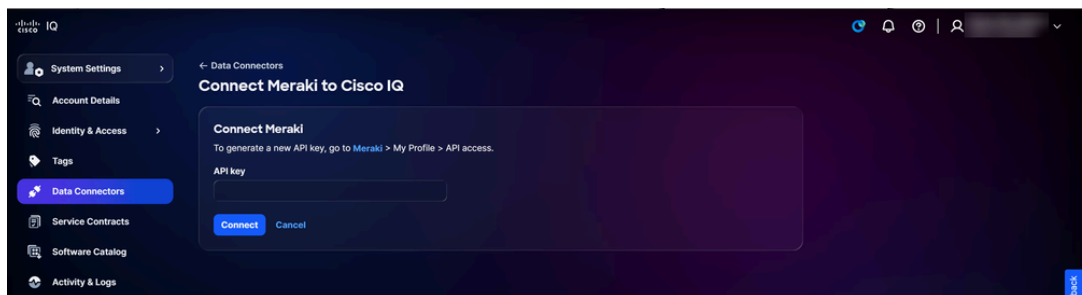 cisco IQ
System Settings
Account Details
Identity & Access
Tags
Data Connectors
Service Contracts
Software Catalog
Activity & Logs
← Data Connectors
Connect Meraki to Cisco IQ
Connect Meraki
To generate a new API key, go to Meraki > My Profile > API access.
API key
Connect Cancel
back